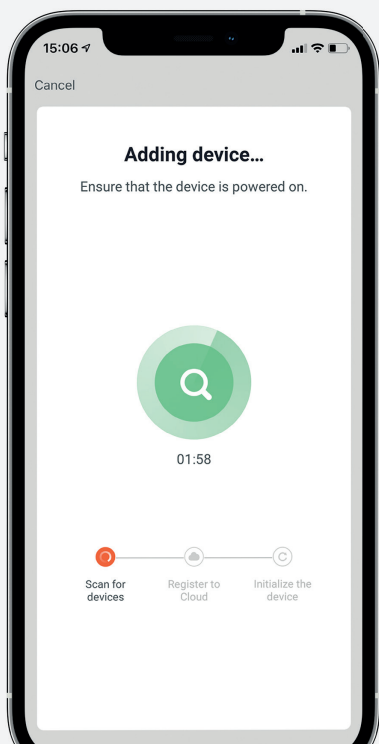 15:06
Cancel
Adding device...
Ensure that the device is powered on.
01:58
Scan for
devices
Register to
Cloud
Initialize the
device